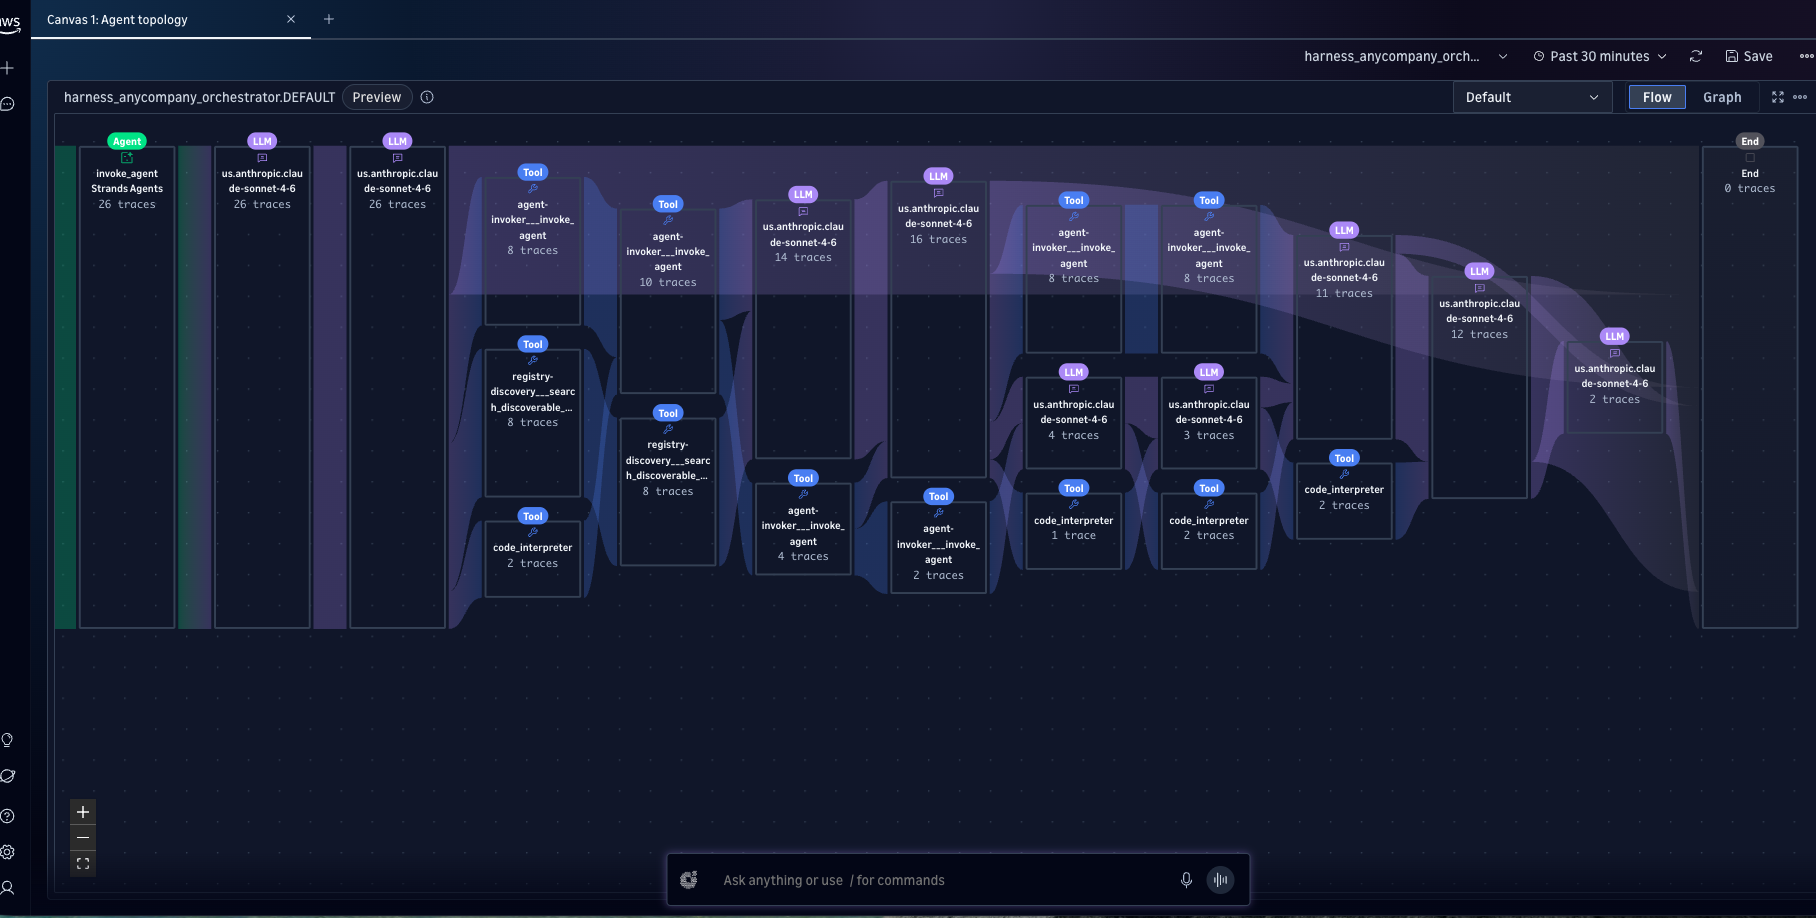 aws
Canvas 1: Agent topology
harness_anycompany_orch...
Past 30 minutes
Save
harness_anycompany_orchestrator.DEFAULT
Preview
Default
Flow
Graph
Agent
invoke_agent
Strands Agents
26 traces
LLM
us.anthropic.clau
de-sonnet-4-6
26 traces
LLM
us.anthropic.clau
de-sonnet-4-6
26 traces
Tool
agent-
invoker___invoke_
agent
8 traces
Tool
registry-
discovery___searc
h_discoverable_...
8 traces
Tool
code_interpreter
2 traces
Tool
agent-
invoker___invoke_
agent
10 traces
Tool
registry-
discovery___searc
h_discoverable_...
8 traces
LLM
us.anthropic.clau
de-sonnet-4-6
14 traces
Tool
agent-
invoker___invoke_
agent
4 traces
LLM
us.anthropic.clau
de-sonnet-4-6
16 traces
Tool
agent-
invoker___invoke_
agent
2 traces
Tool
agent-
invoker___invoke_
agent
8 traces
LLM
us.anthropic.clau
de-sonnet-4-6
4 traces
Tool
code_interpreter
1 trace
Tool
agent-
invoker___invoke_
agent
8 traces
LLM
us.anthropic.clau
de-sonnet-4-6
3 traces
Tool
code_interpreter
2 traces
LLM
us.anthropic.clau
de-sonnet-4-6
11 traces
Tool
code_interpreter
2 traces
LLM
us.anthropic.clau
de-sonnet-4-6
12 traces
LLM
us.anthropic.clau
de-sonnet-4-6
2 traces
End
End
0 traces
Ask anything or use / for commands